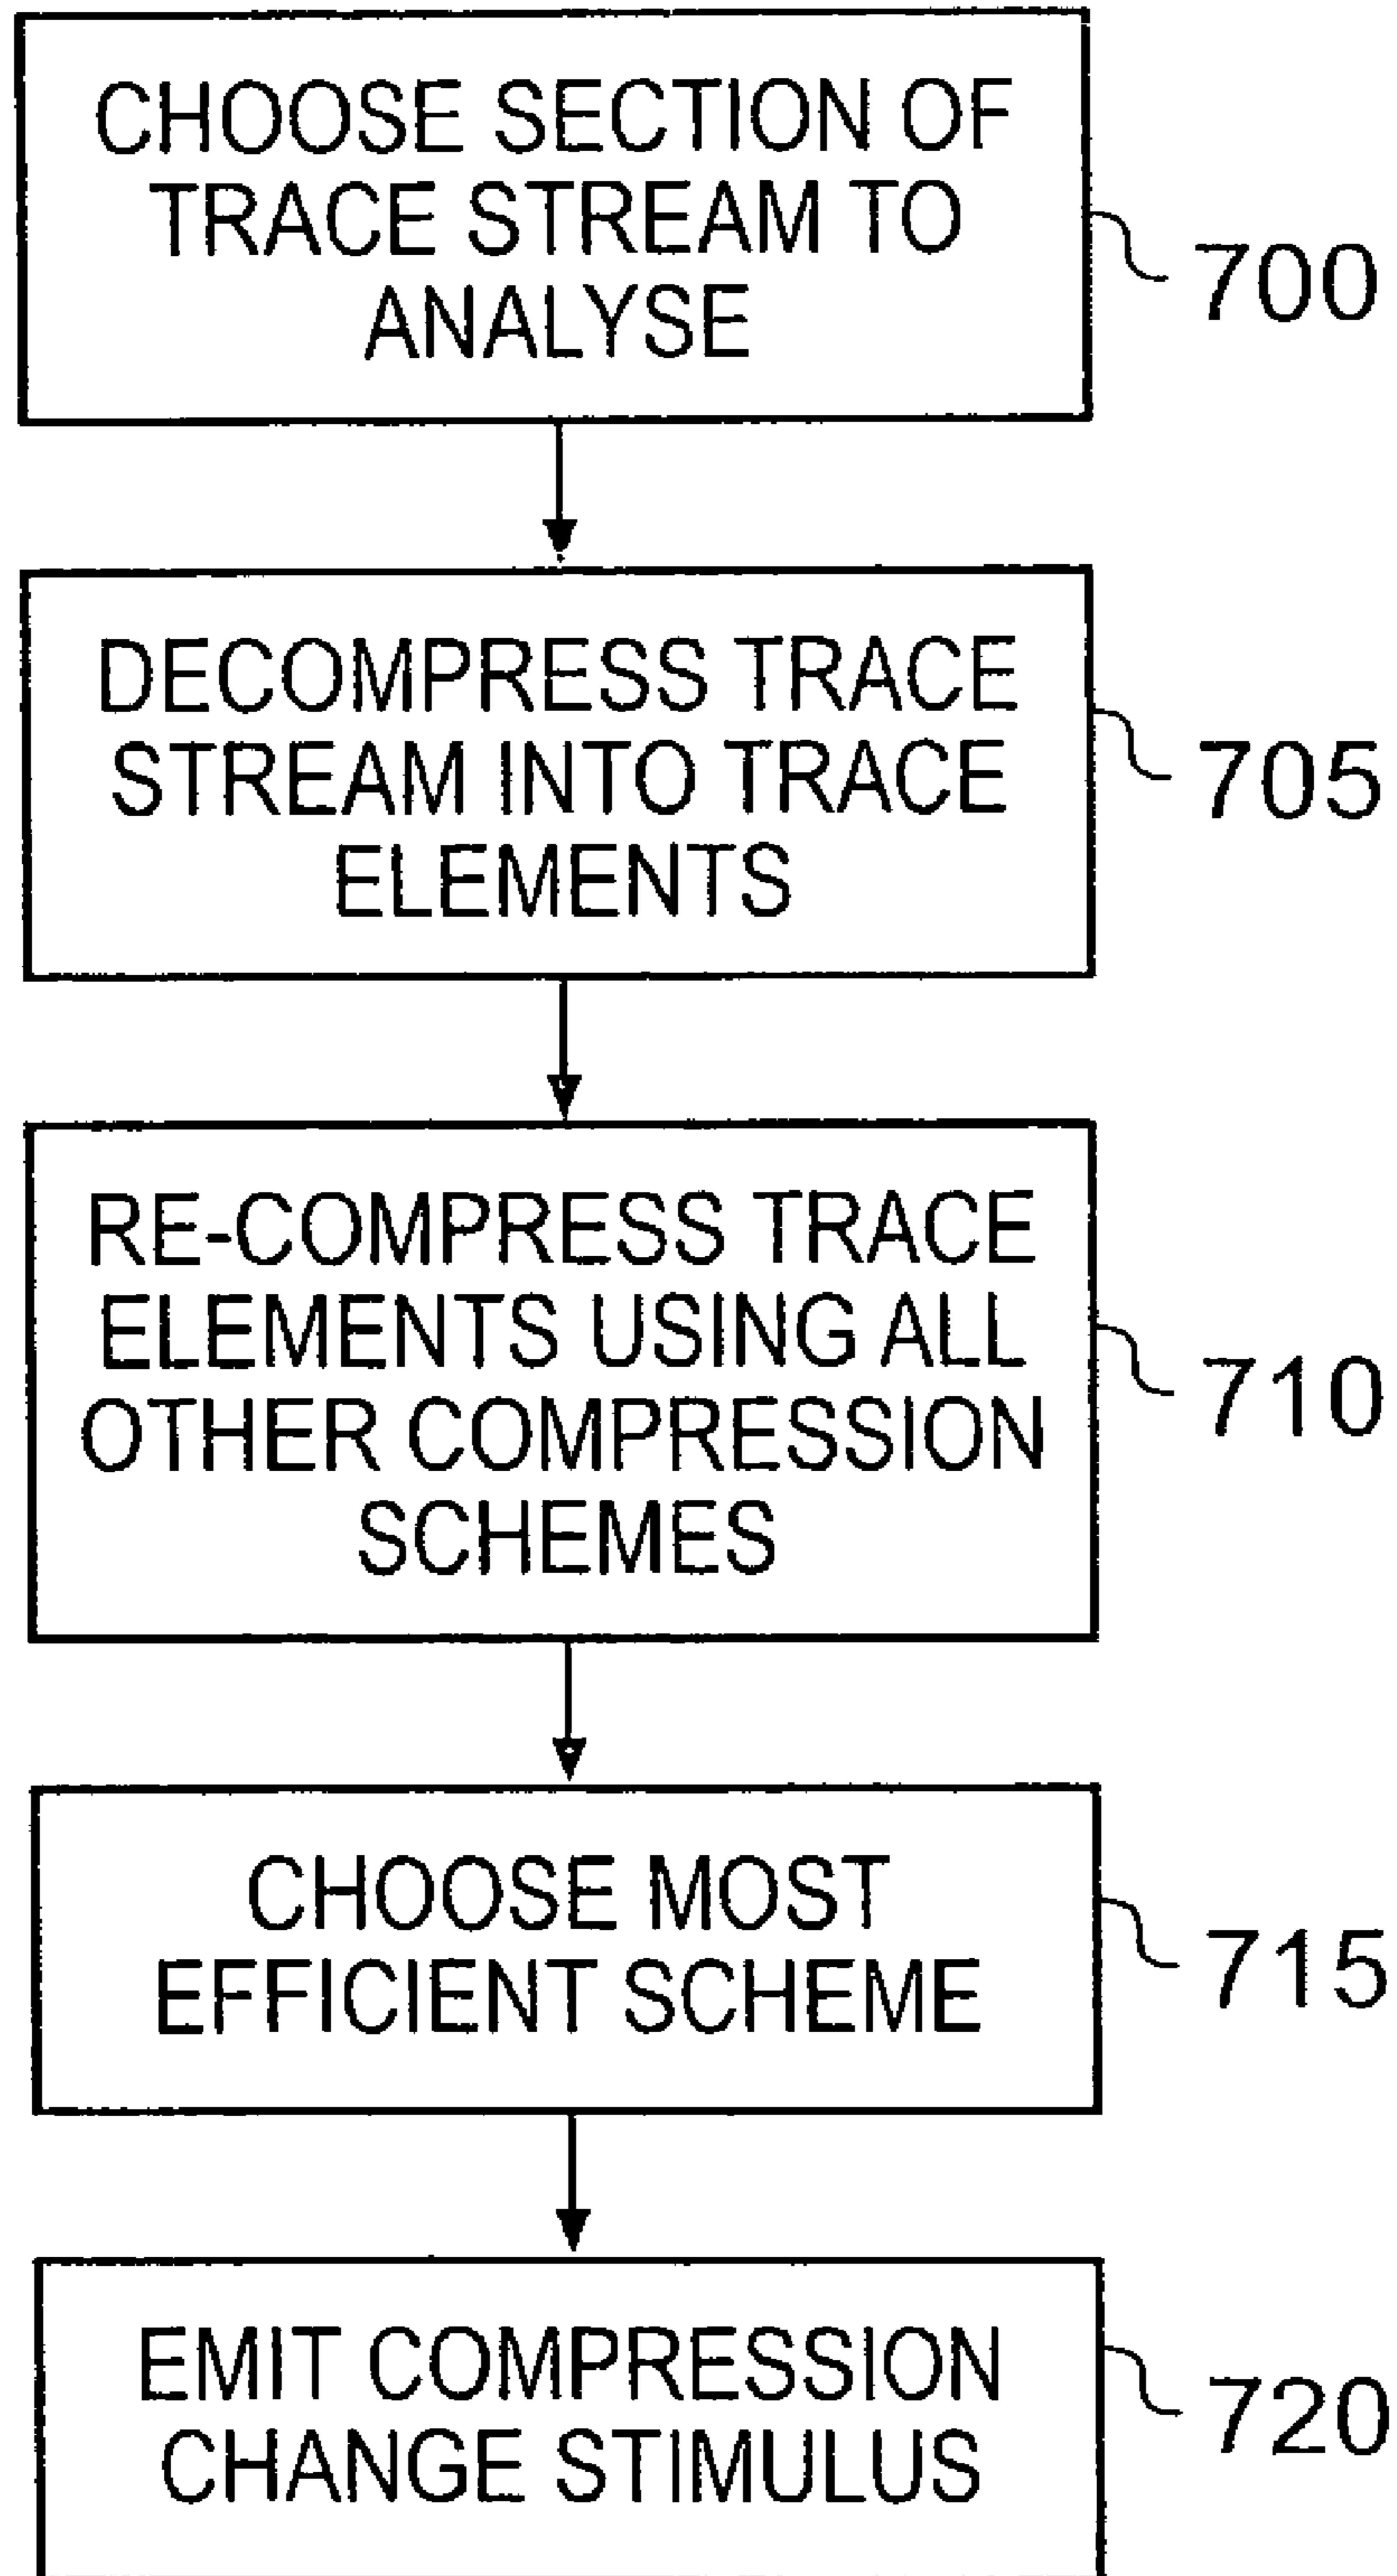 CHOOSE SECTION OF
TRACE STREAM TO
ANALYSE
700
DECOMPRESS TRACE
STREAM INTO TRACE
ELEMENTS
705
RE-COMPRESS TRACE
ELEMENTS USING ALL
OTHER COMPRESSION
SCHEMES
710
CHOOSE MOST
EFFICIENT SCHEME
715
EMIT COMPRESSION
CHANGE STIMULUS
720